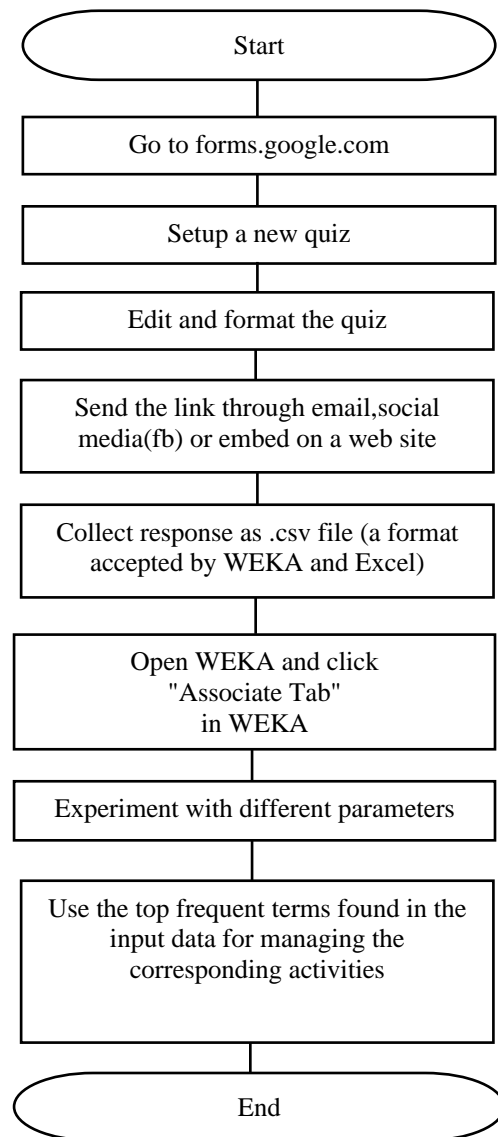 Start
Go to forms.google.com
Setup a new quiz
Edit and format the quiz
Send the link through email,social
media(fb) or embed on a web site
Collect response as .csv file (a format
accepted by WEKA and Excel)
Open WEKA and click
"Associate Tab"
in WEKA
Experiment with different parameters
Use the top frequent terms found in the
input data for managing the
corresponding activities
End